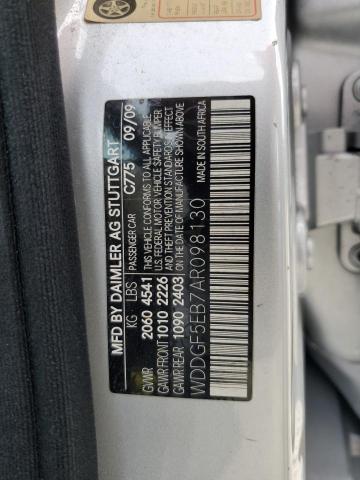 MFD BY DAIMLER AG STUTTGART
KG LBS PASSENGER CAR C775 09/09
GVWR 2060 4541 THIS VEHICLE CONFORMS TO ALL APPLICABLE
GAWR FRONT 1010 2226 U.S. FEDERAL MOTOR VEHICLE SAFETY BUMPER
GAWR REAR 1090 2403 AND THEFT PREVENTION STANDARDS IN EFFECT
ON THE DATE OF MANUFACTURE SHOWN ABOVE
MADE IN SOUTH AFRICA
WDDGF5EB7AR098130